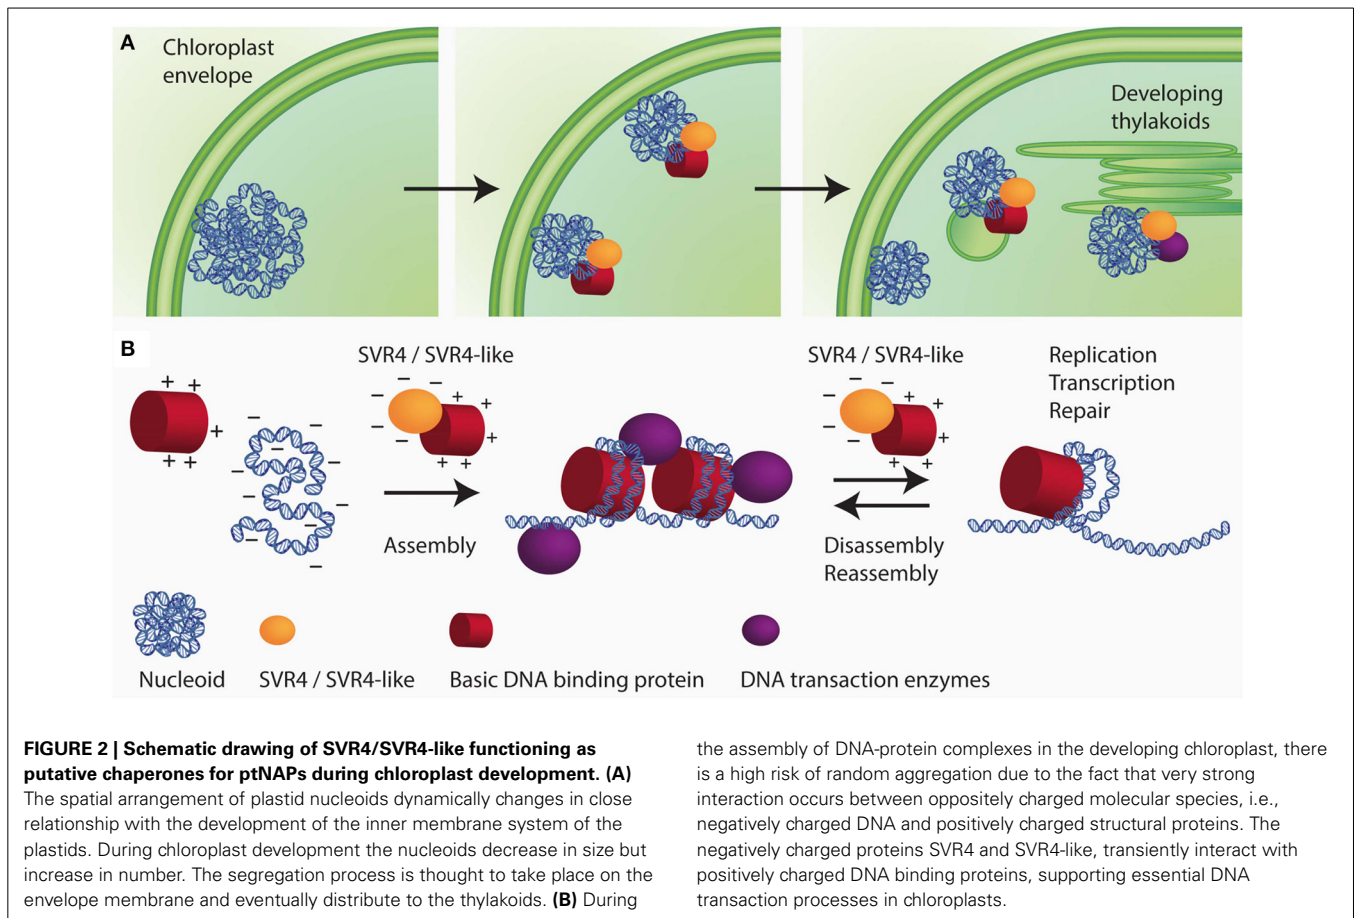 A
Chloroplast
envelope
Developing
thylakoids
B
SVR4 / SVR4-like
SVR4 / SVR4-like
Replication
Transcription
Repair
+ +
+
+ +
− − − − − − − − − −
− − − −
+ + + + +
− − − −
+ + + + +
Assembly
Disassembly
Reassembly
Nucleoid
SVR4 / SVR4-like
Basic DNA binding protein
DNA transaction enzymes
FIGURE 2 | Schematic drawing of SVR4/SVR4-like functioning as
putative chaperones for ptNAPs during chloroplast development. (A)
The spatial arrangement of plastid nucleoids dynamically changes in close
relationship with the development of the inner membrane system of the
plastids. During chloroplast development the nucleoids decrease in size but
increase in number. The segregation process is thought to take place on the
envelope membrane and eventually distribute to the thylakoids. (B) During
the assembly of DNA-protein complexes in the developing chloroplast, there
is a high risk of random aggregation due to the fact that very strong
interaction occurs between oppositely charged molecular species, i.e.,
negatively charged DNA and positively charged structural proteins. The
negatively charged proteins SVR4 and SVR4-like, transiently interact with
positively charged DNA binding proteins, supporting essential DNA
transaction processes in chloroplasts.